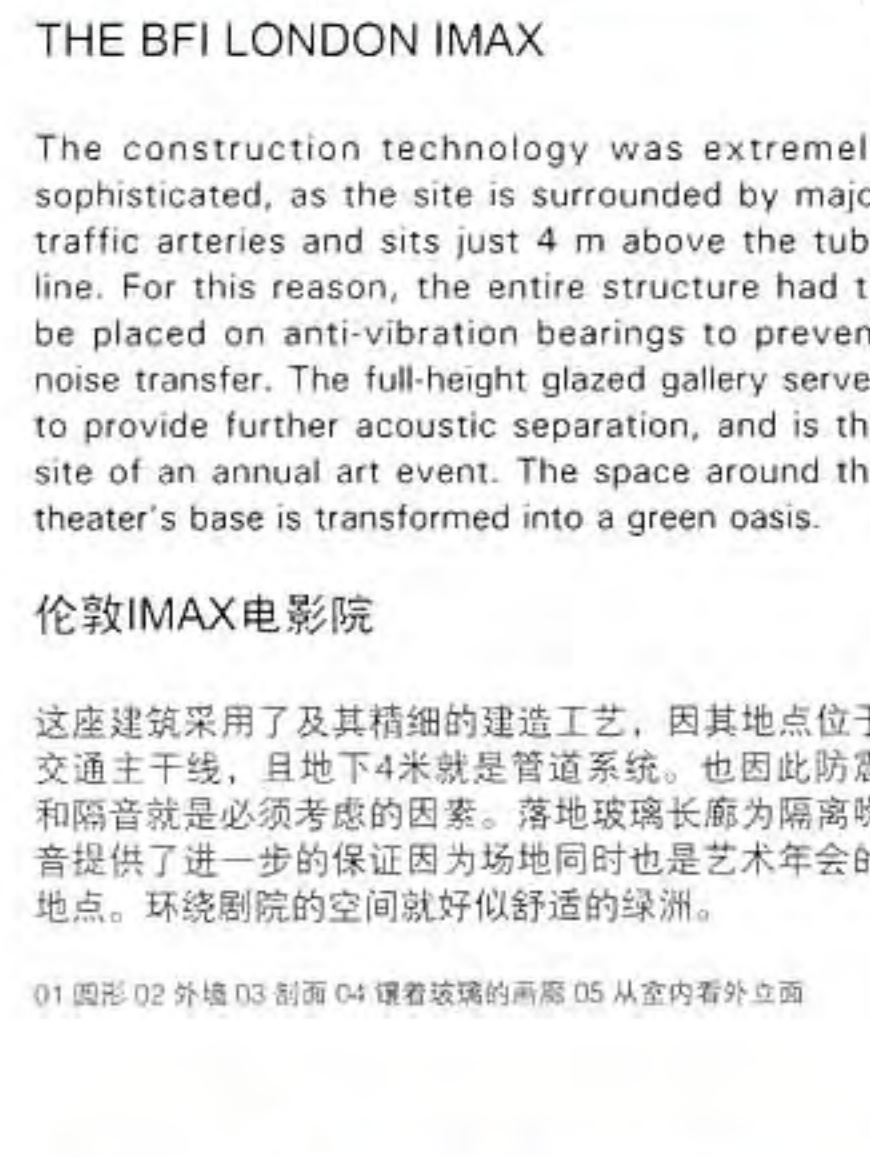 THE BFI LONDON IMAX
The construction technology was extremel
sophisticated, as the site is surrounded by majo
traffic arteries and sits just 4 m above the tub
line. For this reason, the entire structure had t
be placed on anti-vibration bearings to preven
noise transfer. The full-height glazed gallery serve
to provide further acoustic separation, and is th
site of an annual art event. The space around th
theater's base is transformed into a green oasis.
伦敦IMAX电影院
这座建筑采用了及其精细的建造工艺，因其地点位于
交通主干线，且地下4米就是管道系统。也因此防震
和隔音就是必须考虑的因素。落地玻璃长廊为隔离
音提供了进一步的保证因为场地同时也是艺术年会的
地点。环绕剧院的空间就好似舒适的绿洲。
01 圆形 02 外墙 03 剖面 04 镶着玻璃的画廊 05 从室内看外立面